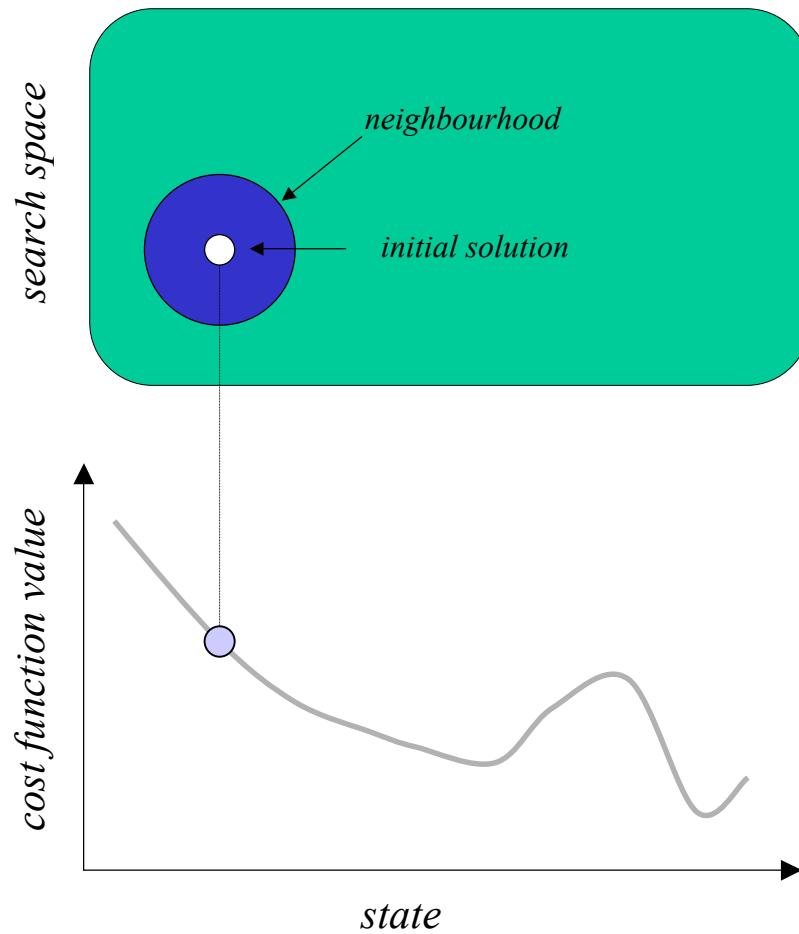 search space
neighbourhood
initial solution
cost function value
state